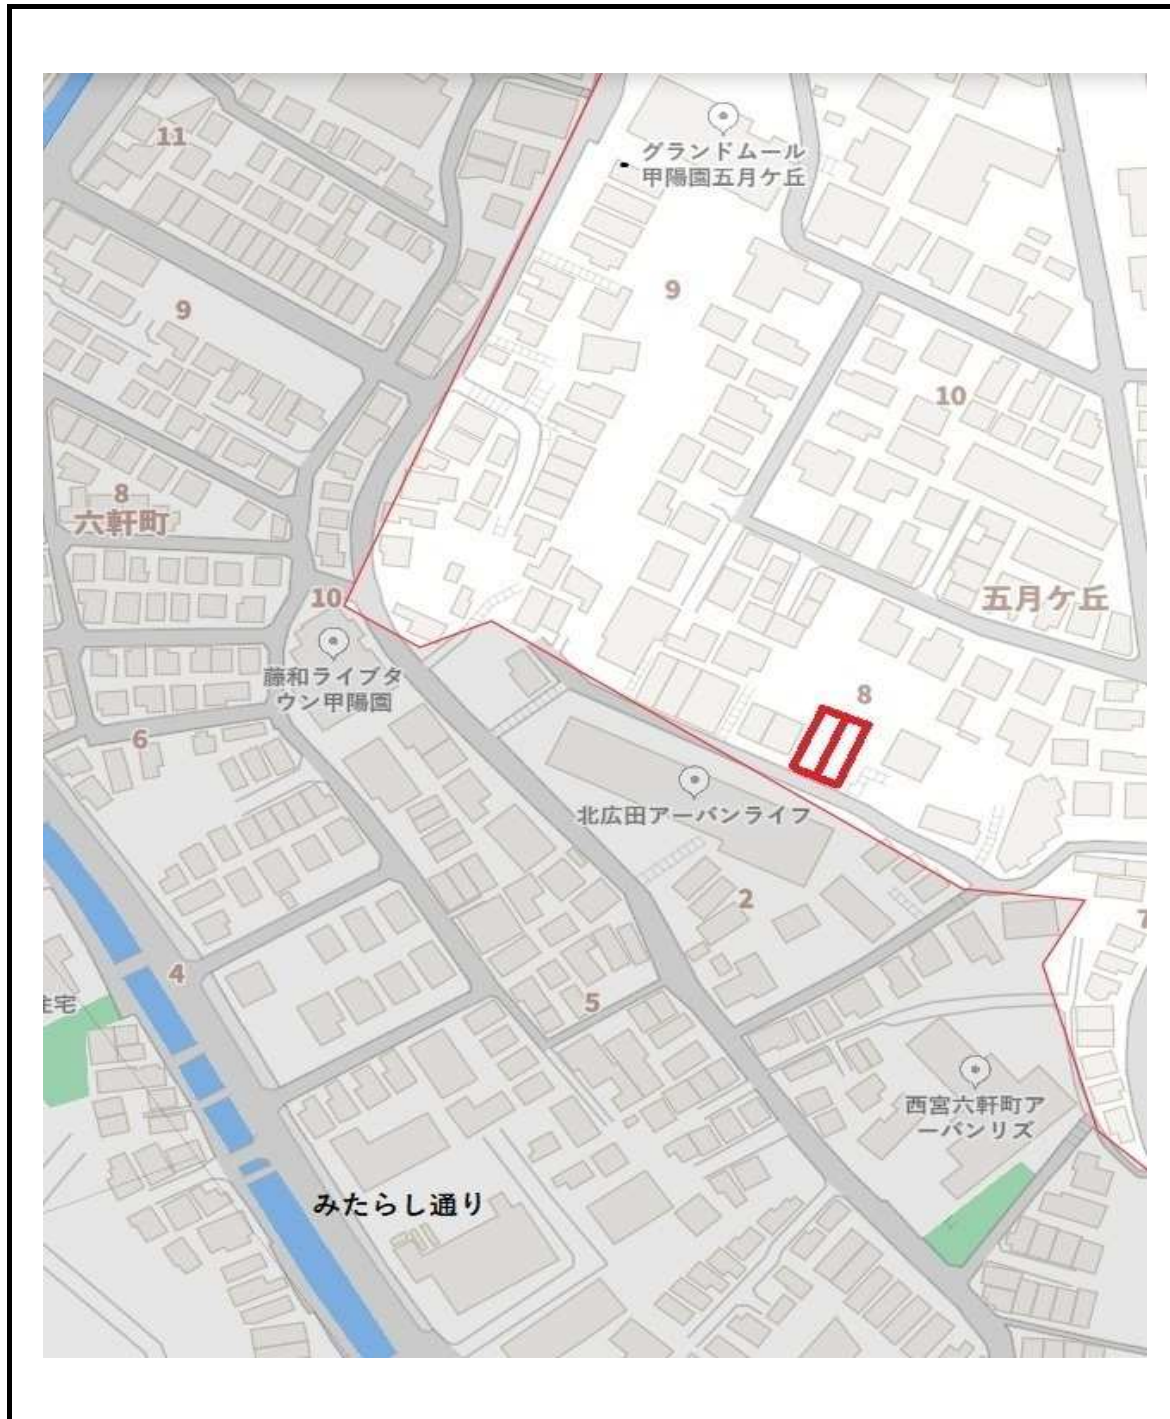 11
グランドムール
甲陽園五月ケ丘
9
9
10
8
六軒町
五月ケ丘
10
藤和ライブタ
ウン甲陽園
8
6
北広田アーバンライフ
2
7
4
住宅
5
西宮六軒町ア
ーバンリズ
みたらし通り